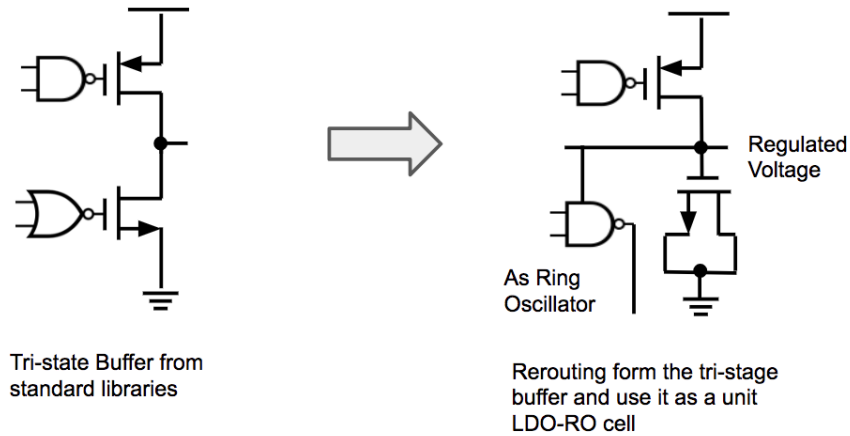 Regulated
Voltage
As Ring
Oscillator
Tri-state Buffer from
standard libraries
Rerouting form the tri-stage
buffer and use it as a unit
LDO-RO cell